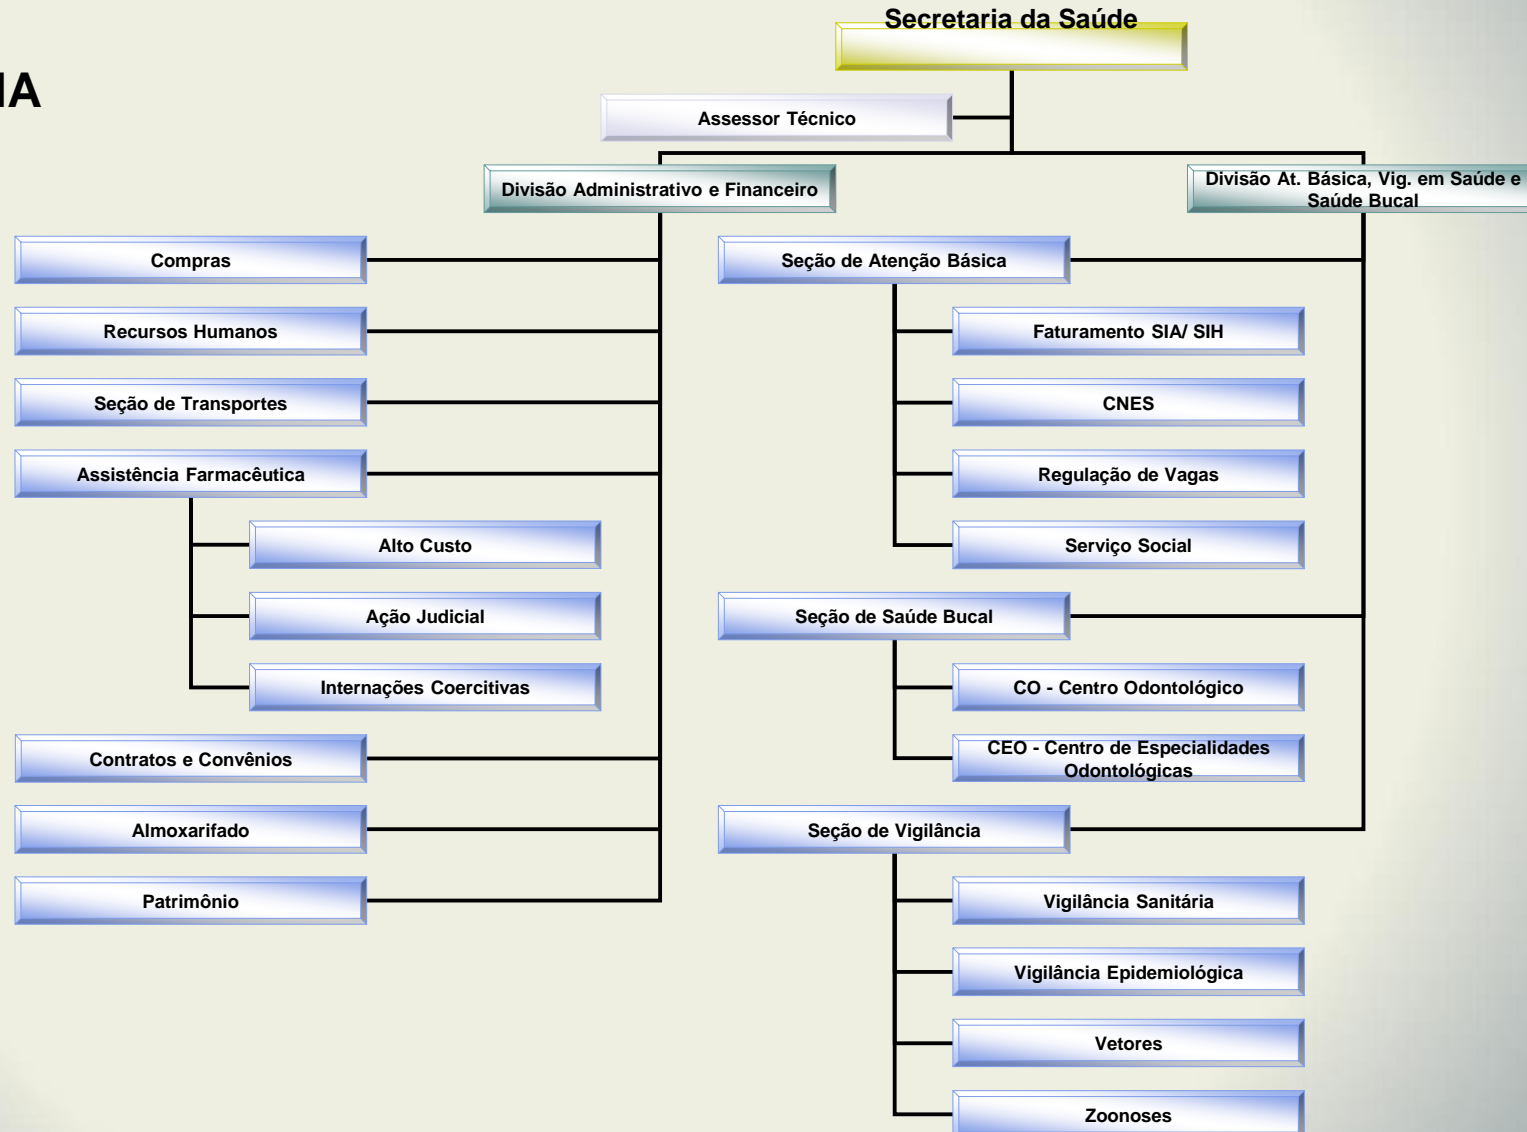 Secretaria da Saúde
IA
Assessor Técnico
Divisão Administrativo e Financeiro
Divisão At. Básica, Vig. em Saúde e
Saúde Bucal
Compras
Recursos Humanos
Seção de Transportes
Assistência Farmacêutica
Alto Custo
Ação Judicial
Internações Coercitivas
Contratos e Convênios
Almoxarifado
Patrimônio
Seção de Atenção Básica
Faturamento SIA/ SIH
CNES
Regulação de Vagas
Serviço Social
Seção de Saúde Bucal
CO - Centro Odontológico
CEO - Centro de Especialidades
Odontológicas
Seção de Vigilância
Vigilância Sanitária
Vigilância Epidemiológica
Vetores
Zoonoses